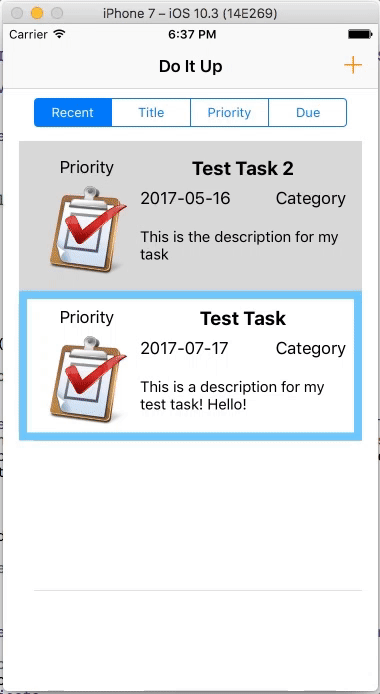 iPhone 7 – iOS 10.3 (14E269)
Carrier 6:37 PM
Do It Up +
Recent Title Priority Due
Priority Test Task 2
2017-05-16 Category
This is the description for my
task
Priority Test Task
2017-07-17 Category
This is a description for my
test task! Hello!